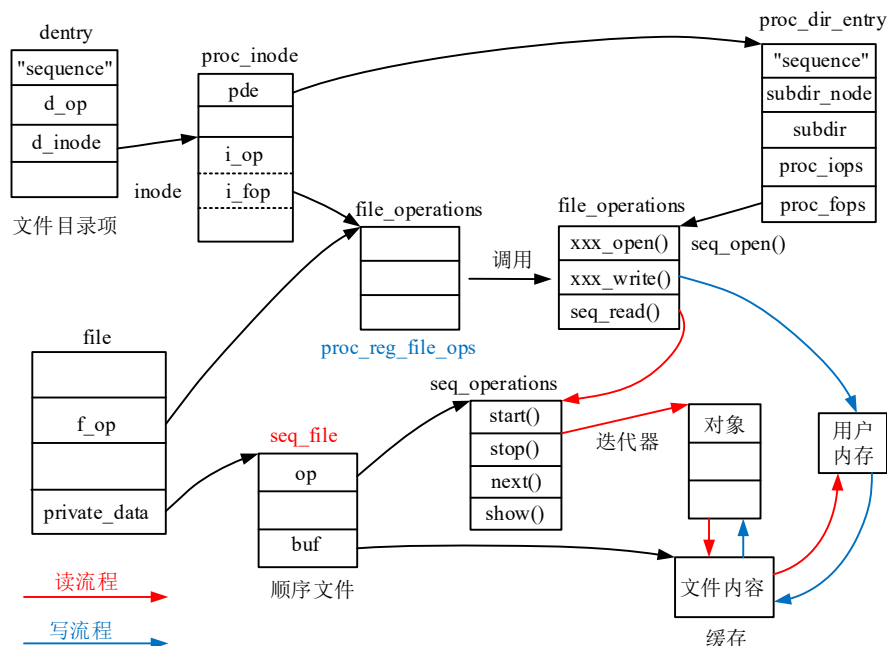 dentry
"sequence"
d_op
d_inode
文件目录项
proc_inode
pde
i_op
i_fop
inode
proc_dir_entry
"sequence"
subdir_node
subdir
proc_iops
proc_fops
file_operations
proc_reg_file_ops
调用
file_operations
xxx_open()
xxx_write()
seq_read()
seq_open()
file
f_op
private_data
seq_file
op
buf
顺序文件
seq_operations
start()
stop()
next()
show()
迭代器
对象
用户
内存
文件内容
缓存
读流程
写流程